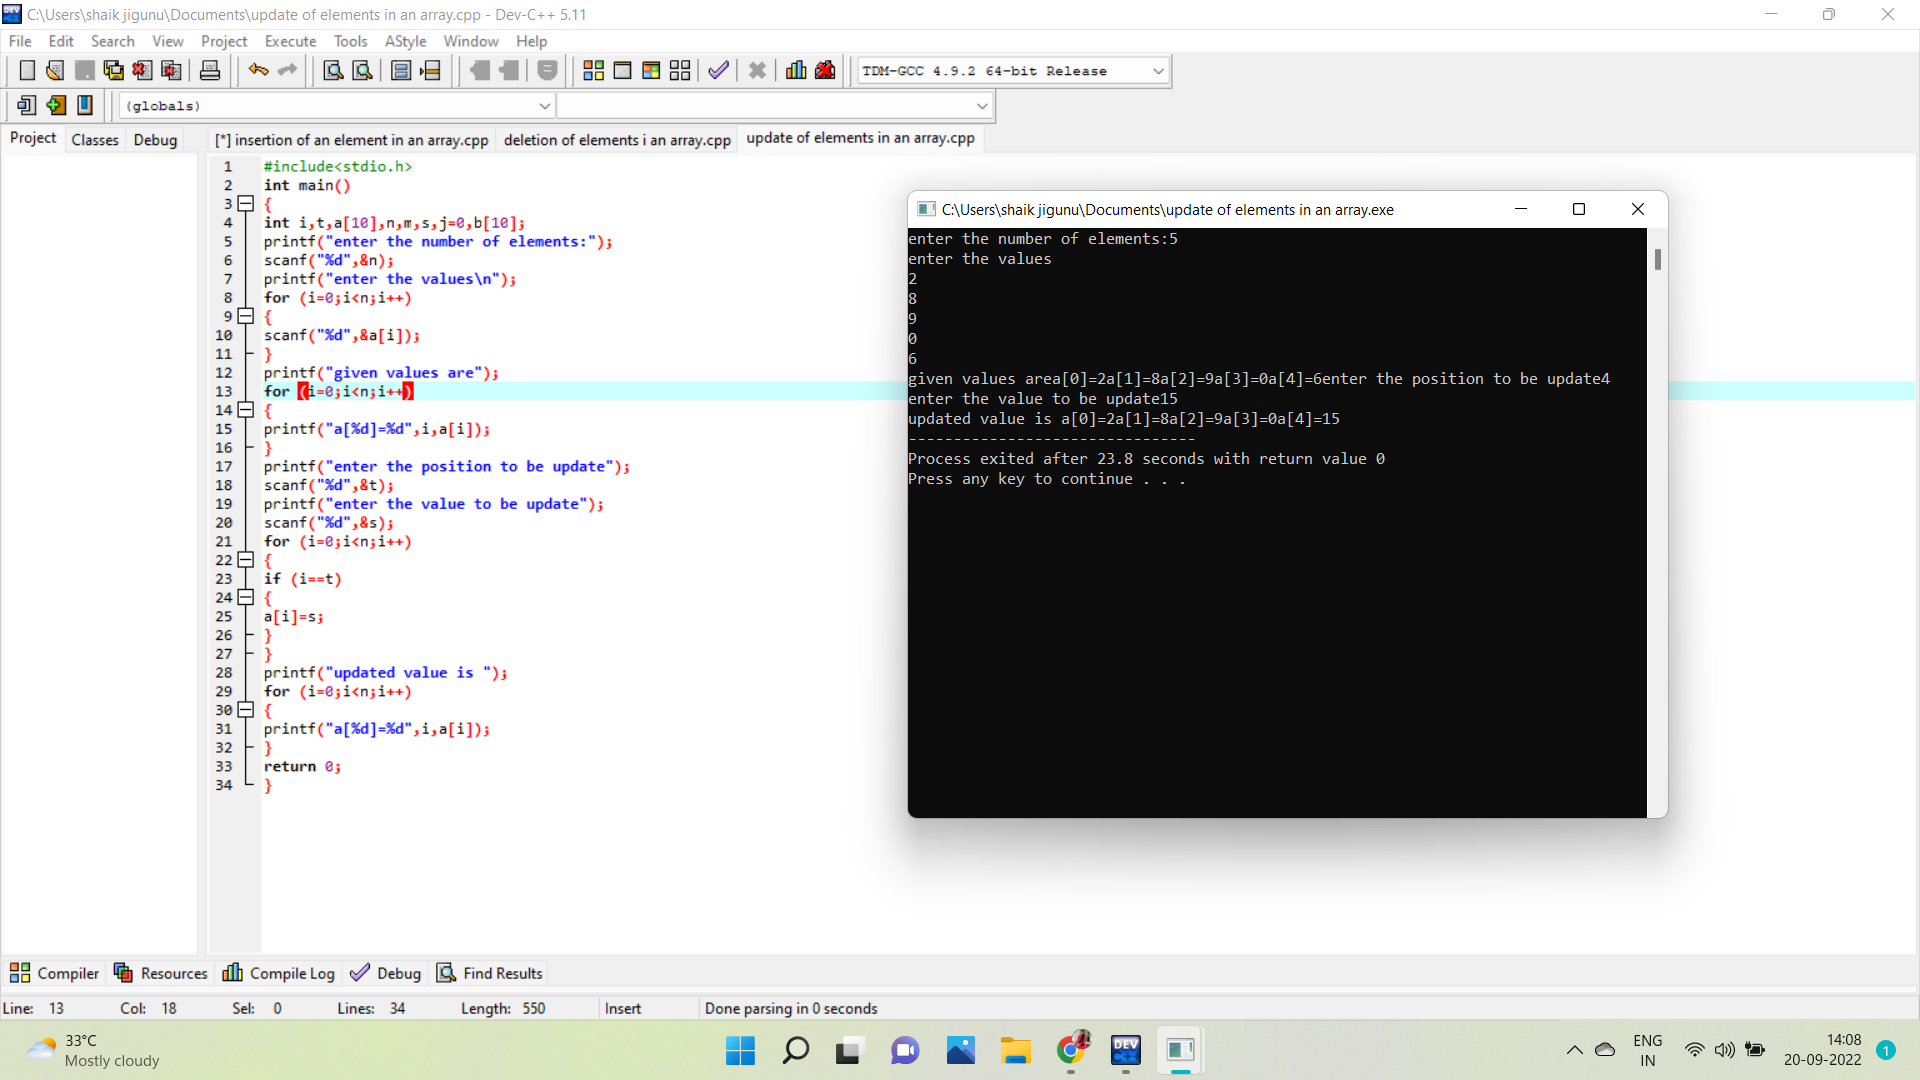 C:\Users\shaik jigunu\Documents\update of elements in an array.cpp - Dev-C++ 5.11
File Edit Search View Project Execute Tools AStyle Window Help
TDM-GCC 4.9.2 64-bit Release
(globals)
Project Classes Debug
[*] insertion of an element in an array.cpp deletion of elements i an array.cpp update of elements in an array.cpp
1 #include<stdio.h>
2 int main()
3 {
4 int i,t,a[10],n,m,s,j=0,b[10];
5 printf("enter the number of elements:");
6 scanf("%d",&n);
7 printf("enter the values\n");
8 for (i=0;i<n;i++)
9 {
10 scanf("%d",&a[i]);
11 }
12 printf("given values are");
13 for (i=0;i<n;i++)
14 {
15 printf("a[%d]=%d",i,a[i]);
16 }
17 printf("enter the position to be update");
18 scanf("%d",&t);
19 printf("enter the value to be update");
20 scanf("%d",&s);
21 for (i=0;i<n;i++)
22 {
23 if (i==t)
24 {
25 a[i]=s;
26 }
27 }
28 printf("updated value is ");
29 for (i=0;i<n;i++)
30 {
31 printf("a[%d]=%d",i,a[i]);
32 }
33 return 0;
34 }
C:\Users\shaik jigunu\Documents\update of elements in an array.exe
enter the number of elements:5
enter the values
2
8
9
0
6
given values area[0]=2a[1]=8a[2]=9a[3]=0a[4]=6enter the position to be update4
enter the value to be update15
updated value is a[0]=2a[1]=8a[2]=9a[3]=0a[4]=15
--------------------------------
Process exited after 23.8 seconds with return value 0
Press any key to continue . . .
Compiler Resources Compile Log Debug Find Results
Line: 13 Col: 18 Sel: 0 Lines: 34 Length: 550 Insert Done parsing in 0 seconds
33°C
Mostly cloudy
DEV
C++
ENG
IN
14:08
20-09-2022
1